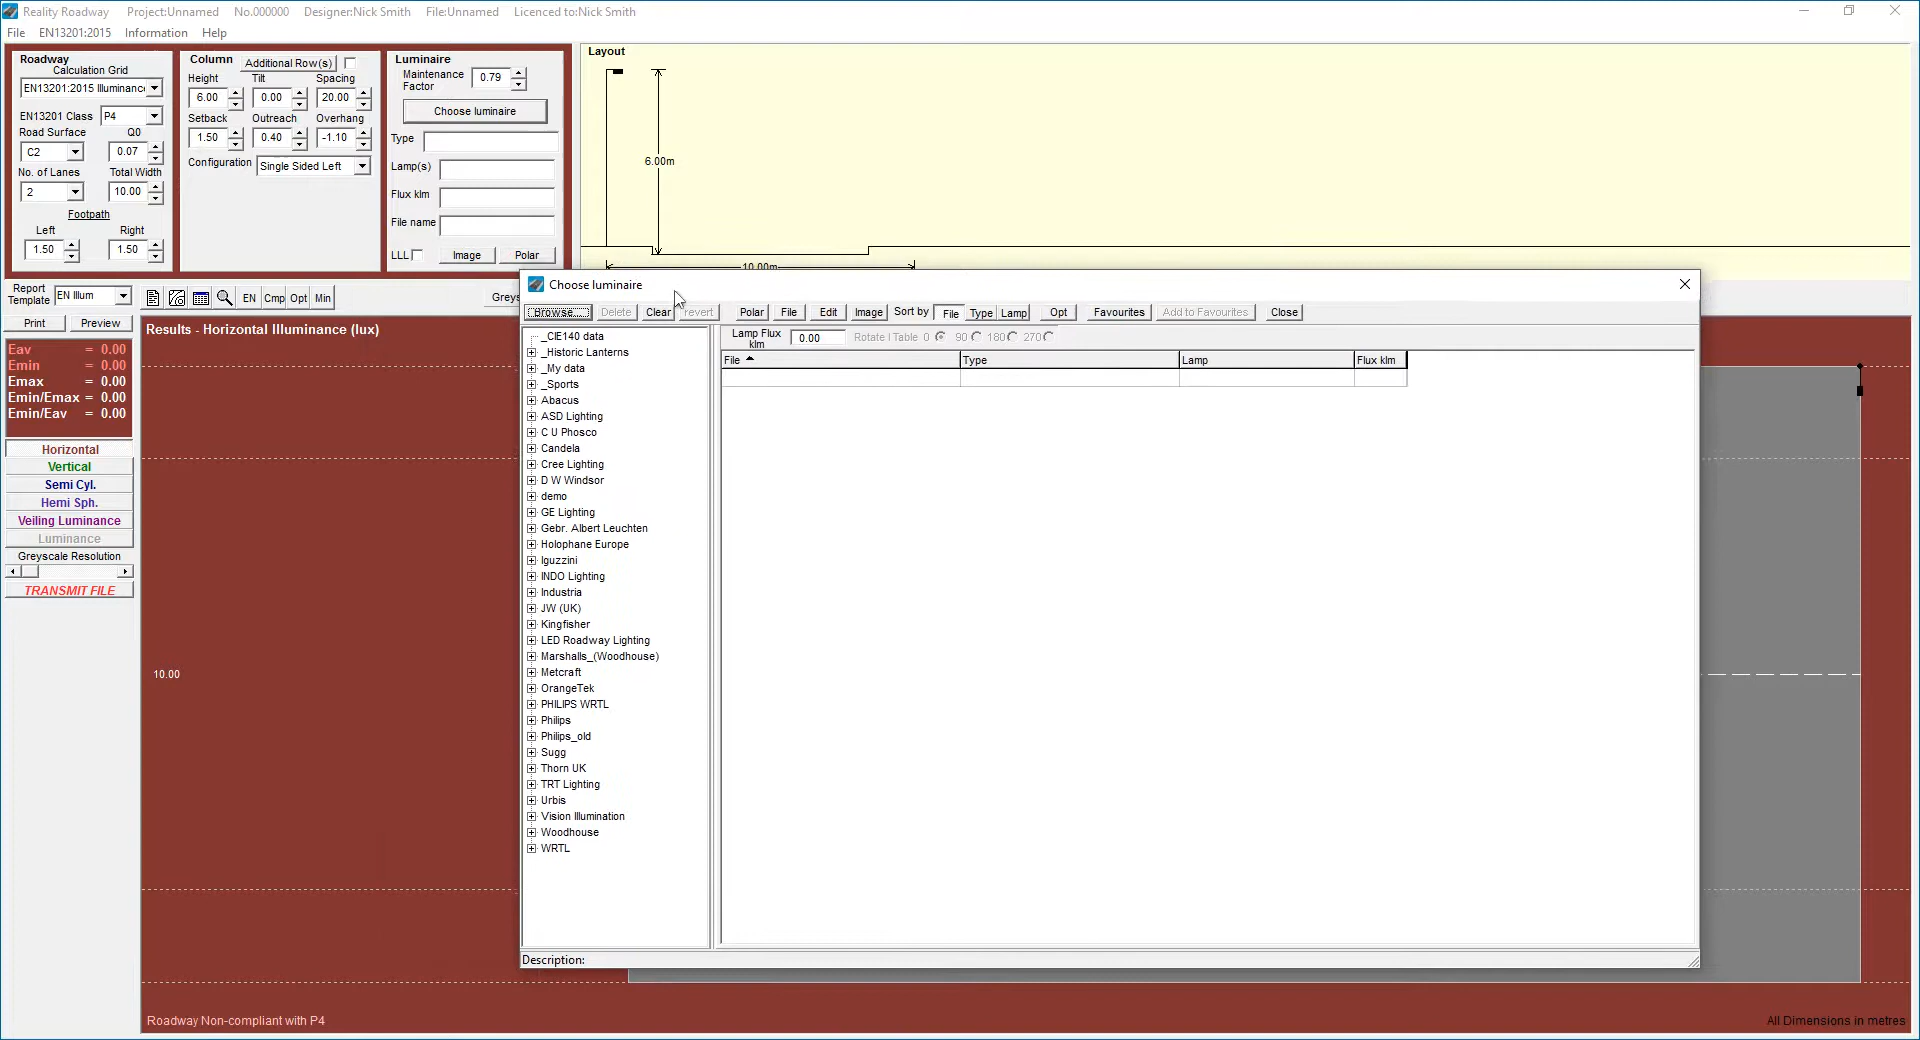 Reality Roadway Project:Unnamed No.000000 Designer:Nick Smith File:Unnamed Licenced to:Nick Smith
File EN13201:2015 Information Help
Roadway
Calculation Grid
EN13201:2015 Illuminanc
EN13201 Class P4
Road Surface Q0
C2 0.07
No. of Lanes Total Width
2 10.00
Footpath
Left Right
1.50 1.50
Column Additional Row(s)
Height Tilt Spacing
6.00 0.00 20.00
Setback Outreach Overhang
1.50 0.40 -1.10
Configuration Single Sided Left
Luminaire
Maintenance Factor 0.79
Choose luminaire
Type
Lamp(s)
Flux klm
File name
LLL Image Polar
Layout
6.00m
10.00m
Report Template EN Illum EN Cmp Opt Min Greys
Print Preview
Eav = 0.00
Emin = 0.00
Emax = 0.00
Emin/Emax = 0.00
Emin/Eav = 0.00
Horizontal
Vertical
Semi Cyl.
Hemi Sph.
Veiling Luminance
Luminance
Greyscale Resolution
TRANSMIT FILE
Results - Horizontal Illuminance (lux)
10.00
Roadway Non-compliant with P4
All Dimensions in metres
Choose luminaire
Browse... Delete Clear Revert Polar File Edit Image Sort by File Type Lamp Opt Favourites Add to Favourites Close
Lamp Flux klm 0.00 Rotate I Table 0 90 180 270
File Type Lamp Flux klm
_CIE140 data
_Historic Lanterns
_My data
_Sports
Abacus
ASD Lighting
C U Phosco
Candela
Cree Lighting
D W Windsor
demo
GE Lighting
Gebr. Albert Leuchten
Holophane Europe
Iguzzini
INDO Lighting
Industria
JW (UK)
Kingfisher
LED Roadway Lighting
Marshalls_(Woodhouse)
Metcraft
OrangeTek
PHILIPS WRTL
Philips
Philips_old
Sugg
Thorn UK
TRT Lighting
Urbis
Vision Illumination
Woodhouse
WRTL
Description: